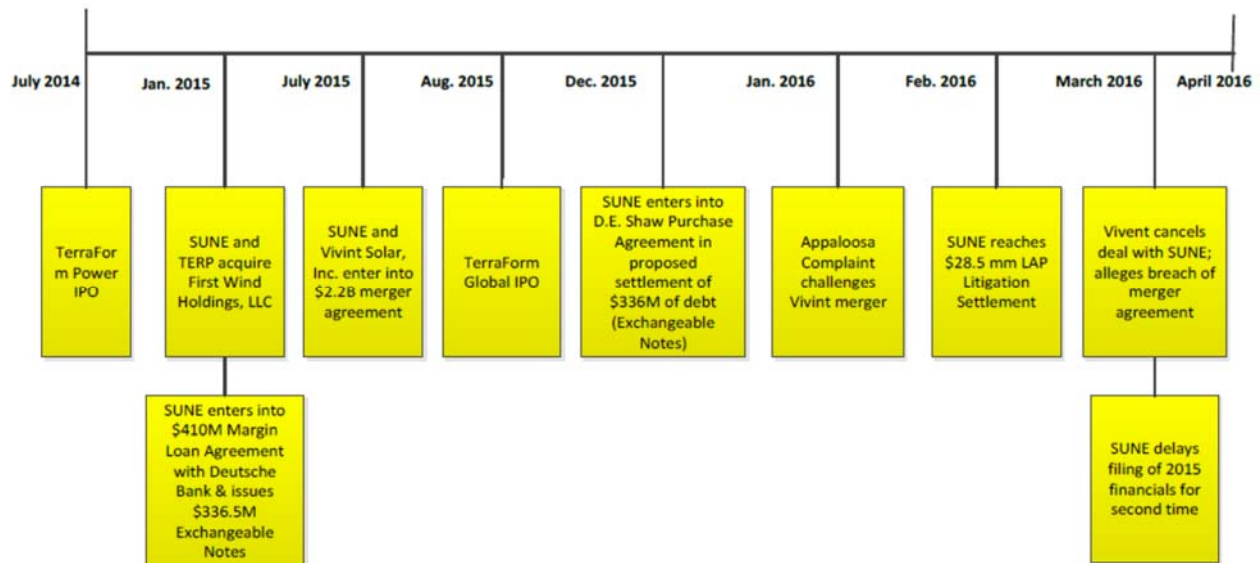 July 2014
Jan. 2015
July 2015
Aug. 2015
Dec. 2015
Jan. 2016
Feb. 2016
March 2016
April 2016
TerraFor
m Power
IPO
SUNE and
TERP acquire
First Wind
Holdings, LLC
SUNE and
Vivint Solar,
Inc. enter into
$2.2B merger
agreement
TerraForm
Global IPO
SUNE enters into
D.E. Shaw Purchase
Agreement in
proposed
settlement of
$336M of debt
(Exchangeable
Notes)
Appaloosa
Complaint
challenges
Vivint merger
SUNE reaches
$28.5 mm LAP
Litigation
Settlement
Vivent cancels
deal with SUNE;
alleges breach of
merger
agreement
SUNE enters into
$410M Margin
Loan Agreement
with Deutsche
Bank & issues
$336.5M
Exchangeable
Notes
SUNE delays
filing of 2015
financials for
second time